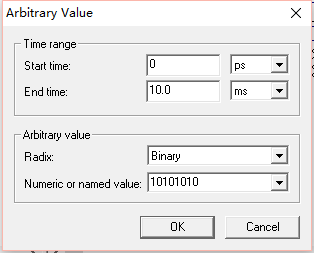 Arbitrary Value
Time range
Start time: 0 ps
End time: 10.0 ms
Arbitrary value
Radix: Binary
Numeric or named value: 10101010
OK Cancel